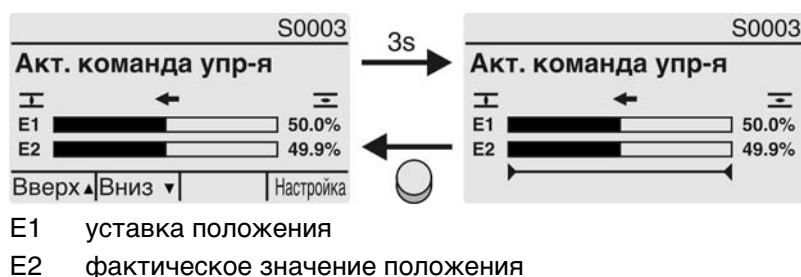 S0003
Акт. команда упр-я
E1 50.0%
E2 49.9%
Вверх▲ Вниз ▼ Настройка
3s
S0003
Акт. команда упр-я
E1 50.0%
E2 49.9%
E1 уставка положения
E2 фактическое значение положения